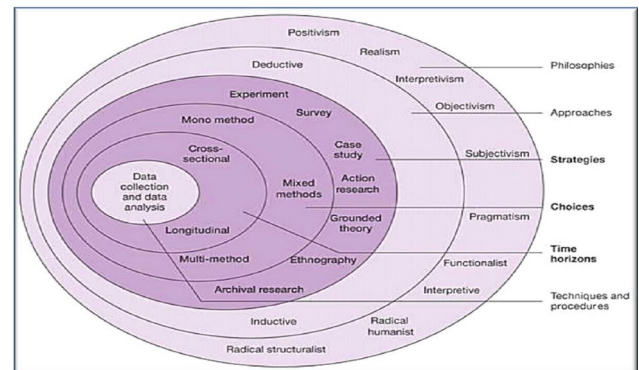 Positivism
Realism
Philosophies
Deductive
Interpretivism
Experiment
Objectivism
Approaches
Mono method
Survey
Cross-
sectional
Case
study
Subjectivism
Strategies
Data
collection
and data
analysis
Mixed
methods
Action
research
Choices
Grounded
theory
Pragmatism
Longitudinal
Time
horizons
Multi-method
Ethnography
Functionalist
Archival research
Interpretive
Techniques and
procedures
Inductive
Radical
humanist
Radical structuralist